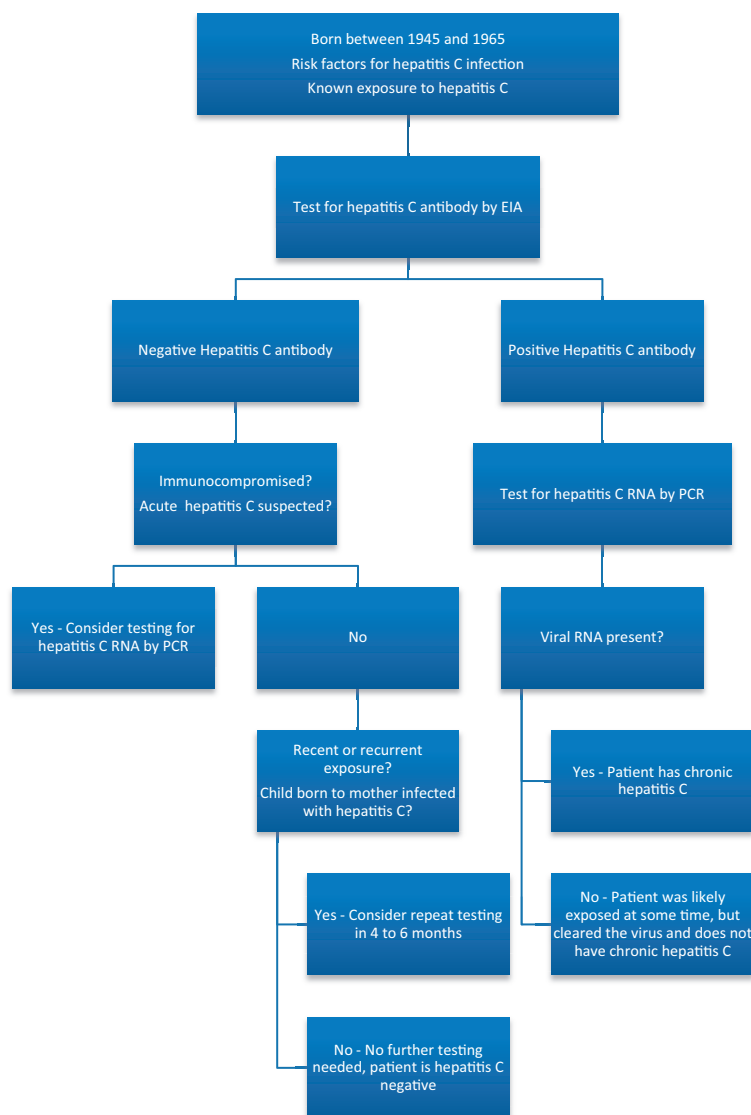 Born between 1945 and 1965
Risk factors for hepatitis C infection
Known exposure to hepatitis C
Test for hepatitis C antibody by EIA
Negative Hepatitis C antibody
Positive Hepatitis C antibody
Immunocompromised?
Acute hepatitis C suspected?
Test for hepatitis C RNA by PCR
Yes - Consider testing for
hepatitis C RNA by PCR
No
Viral RNA present?
Recent or recurrent
exposure?
Child born to mother infected
with hepatitis C?
Yes - Patient has chronic
hepatitis C
Yes - Consider repeat testing
in 4 to 6 months
No - Patient was likely
exposed at some time, but
cleared the virus and does not
have chronic hepatitis C
No - No further testing
needed, patient is hepatitis C
negative